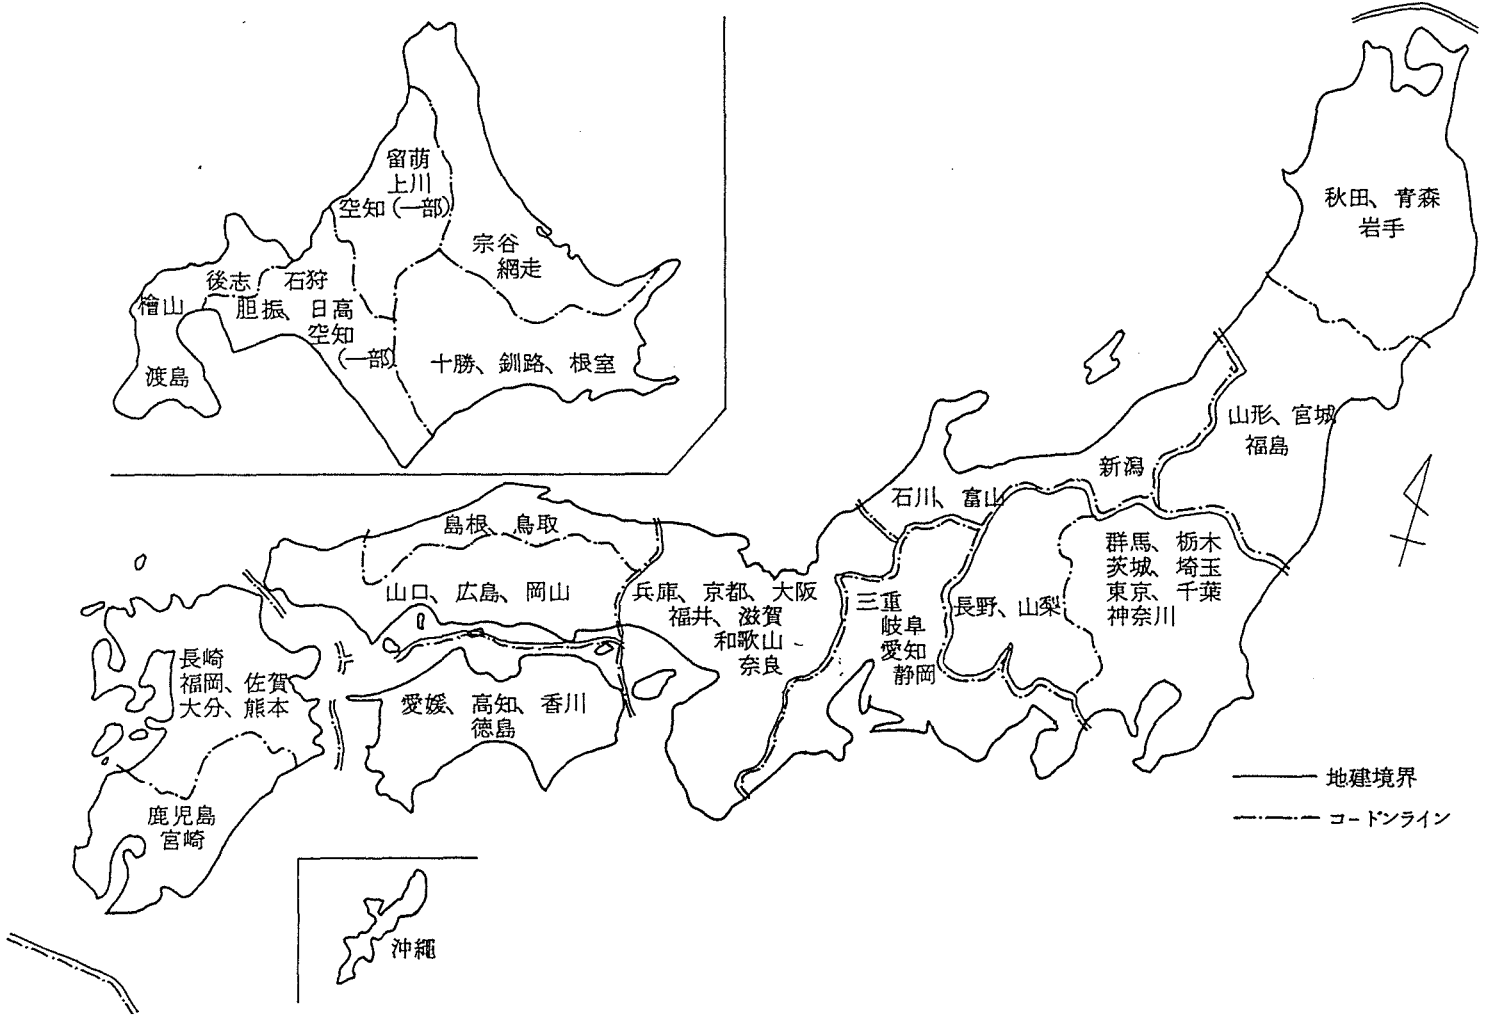 留萌
上川
空知(一部)
宗谷
網走
後志
石狩
檜山
胆振、日高
空知
(一部)
渡島
十勝、釧路、根室
秋田、青森
岩手
山形、宮城
福島
新潟
石川、富山
島根、鳥取
山口、広島、岡山
兵庫、京都、大阪
福井、滋賀
和歌山
奈良
三重
岐阜
愛知
静岡
長野、山梨
群馬、栃木
茨城、埼玉
東京、千葉
神奈川
長崎
福岡、佐賀
大分、熊本
愛媛、高知、香川
徳島
鹿児島
宮崎
沖縄
地建境界
コードンライン